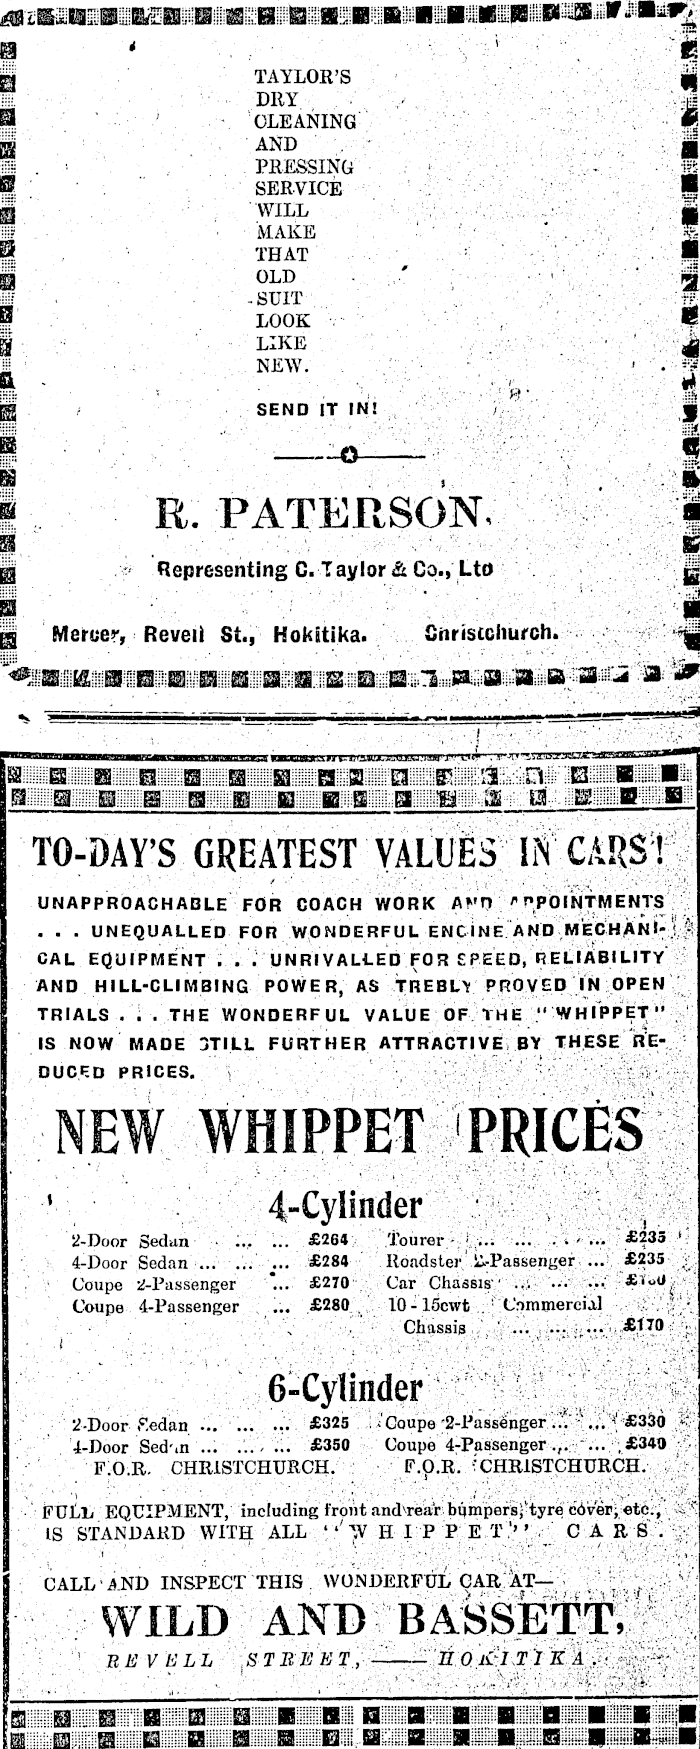 TAYLOR'S
DRY
CLEANING
AND
PRESSING
SERVICE
WILL
MAKE
THAT
OLD
SUIT
LOOK
LIKE
NEW.
SEND IT IN!
R. PATERSON.
Representing C. Taylor & Co., Ltd
Mercer, Revell St., Hokitika. Christchurch.
TO-DAY'S GREATEST VALUES IN CARS!
UNAPPROACHABLE FOR COACH WORK AND APPOINTMENTS
. . . UNEQUALLED FOR WONDERFUL ENGINE AND MECHANI-
CAL EQUIPMENT . . . UNRIVALLED FOR SPEED, RELIABILITY
AND HILL-CLIMBING POWER, AS TREBLY PROVED IN OPEN
TRIALS . . . THE WONDERFUL VALUE OF THE "WHIPPET"
IS NOW MADE STILL FURTHER ATTRACTIVE BY THESE RE-
DUCED PRICES.
NEW WHIPPET PRICES
4-Cylinder
2-Door Sedan ... ... £264 Tourer ... ... ... ... £235
4-Door Sedan ... ... ... £284 Roadster 2-Passenger ... £235
Coupe 2-Passenger ... £270 Car Chassis ... ... ...
Coupe 4-Passenger ... £280 10-15cwt Commercial
Chassis ... ... ... £170
6-Cylinder
2-Door Sedan ... ... ... £325 Coupe 2-Passenger ... ... £330
4-Door Sedan ... ... ... £350 Coupe 4-Passenger ... ... £340
F.O.R. CHRISTCHURCH. F.O.R. CHRISTCHURCH.
FULL EQUIPMENT, including front and rear bumpers, tyre cover, etc.,
IS STANDARD WITH ALL "WHIPPET" CARS.
CALL AND INSPECT THIS WONDERFUL CAR AT—
WILD AND BASSETT,
REVELL STREET, —— HOKITIKA.